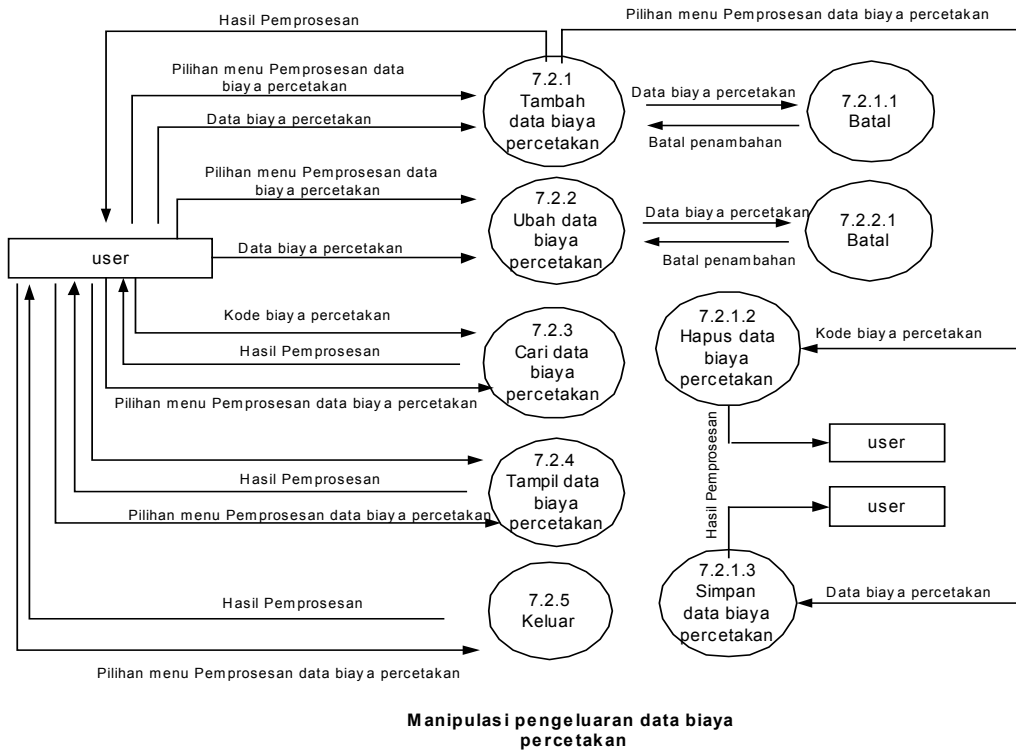 Hasil Pemprosesan
Pilihan menu Pemprosesan data biaya percetakan
Pilihan menu Pemprosesan data
biaya percetakan
Data biaya percetakan
7.2.1
Tambah
data biaya
percetakan
Data biaya percetakan
Batal penambahan
7.2.1.1
Batal
Pilihan menu Pemprosesan data
biaya percetakan
Data biaya percetakan
7.2.2
Ubah data
biaya
percetakan
Data biaya percetakan
Batal penambahan
7.2.2.1
Batal
user
Kode biaya percetakan
Hasil Pemprosesan
Pilihan menu Pemprosesan data biaya percetakan
7.2.3
Cari data
biaya
percetakan
7.2.1.2
Hapus data
biaya
percetakan
Kode biaya percetakan
Hasil Pemprosesan
user
user
Hasil Pemprosesan
Pilihan menu Pemprosesan data biaya percetakan
7.2.4
Tampil data
biaya
percetakan
7.2.1.3
Simpan
data biaya
percetakan
Data biaya percetakan
Hasil Pemprosesan
7.2.5
Keluar
Pilihan menu Pemprosesan data biaya percetakan
Manipulasi pengeluaran data biaya
percetakan